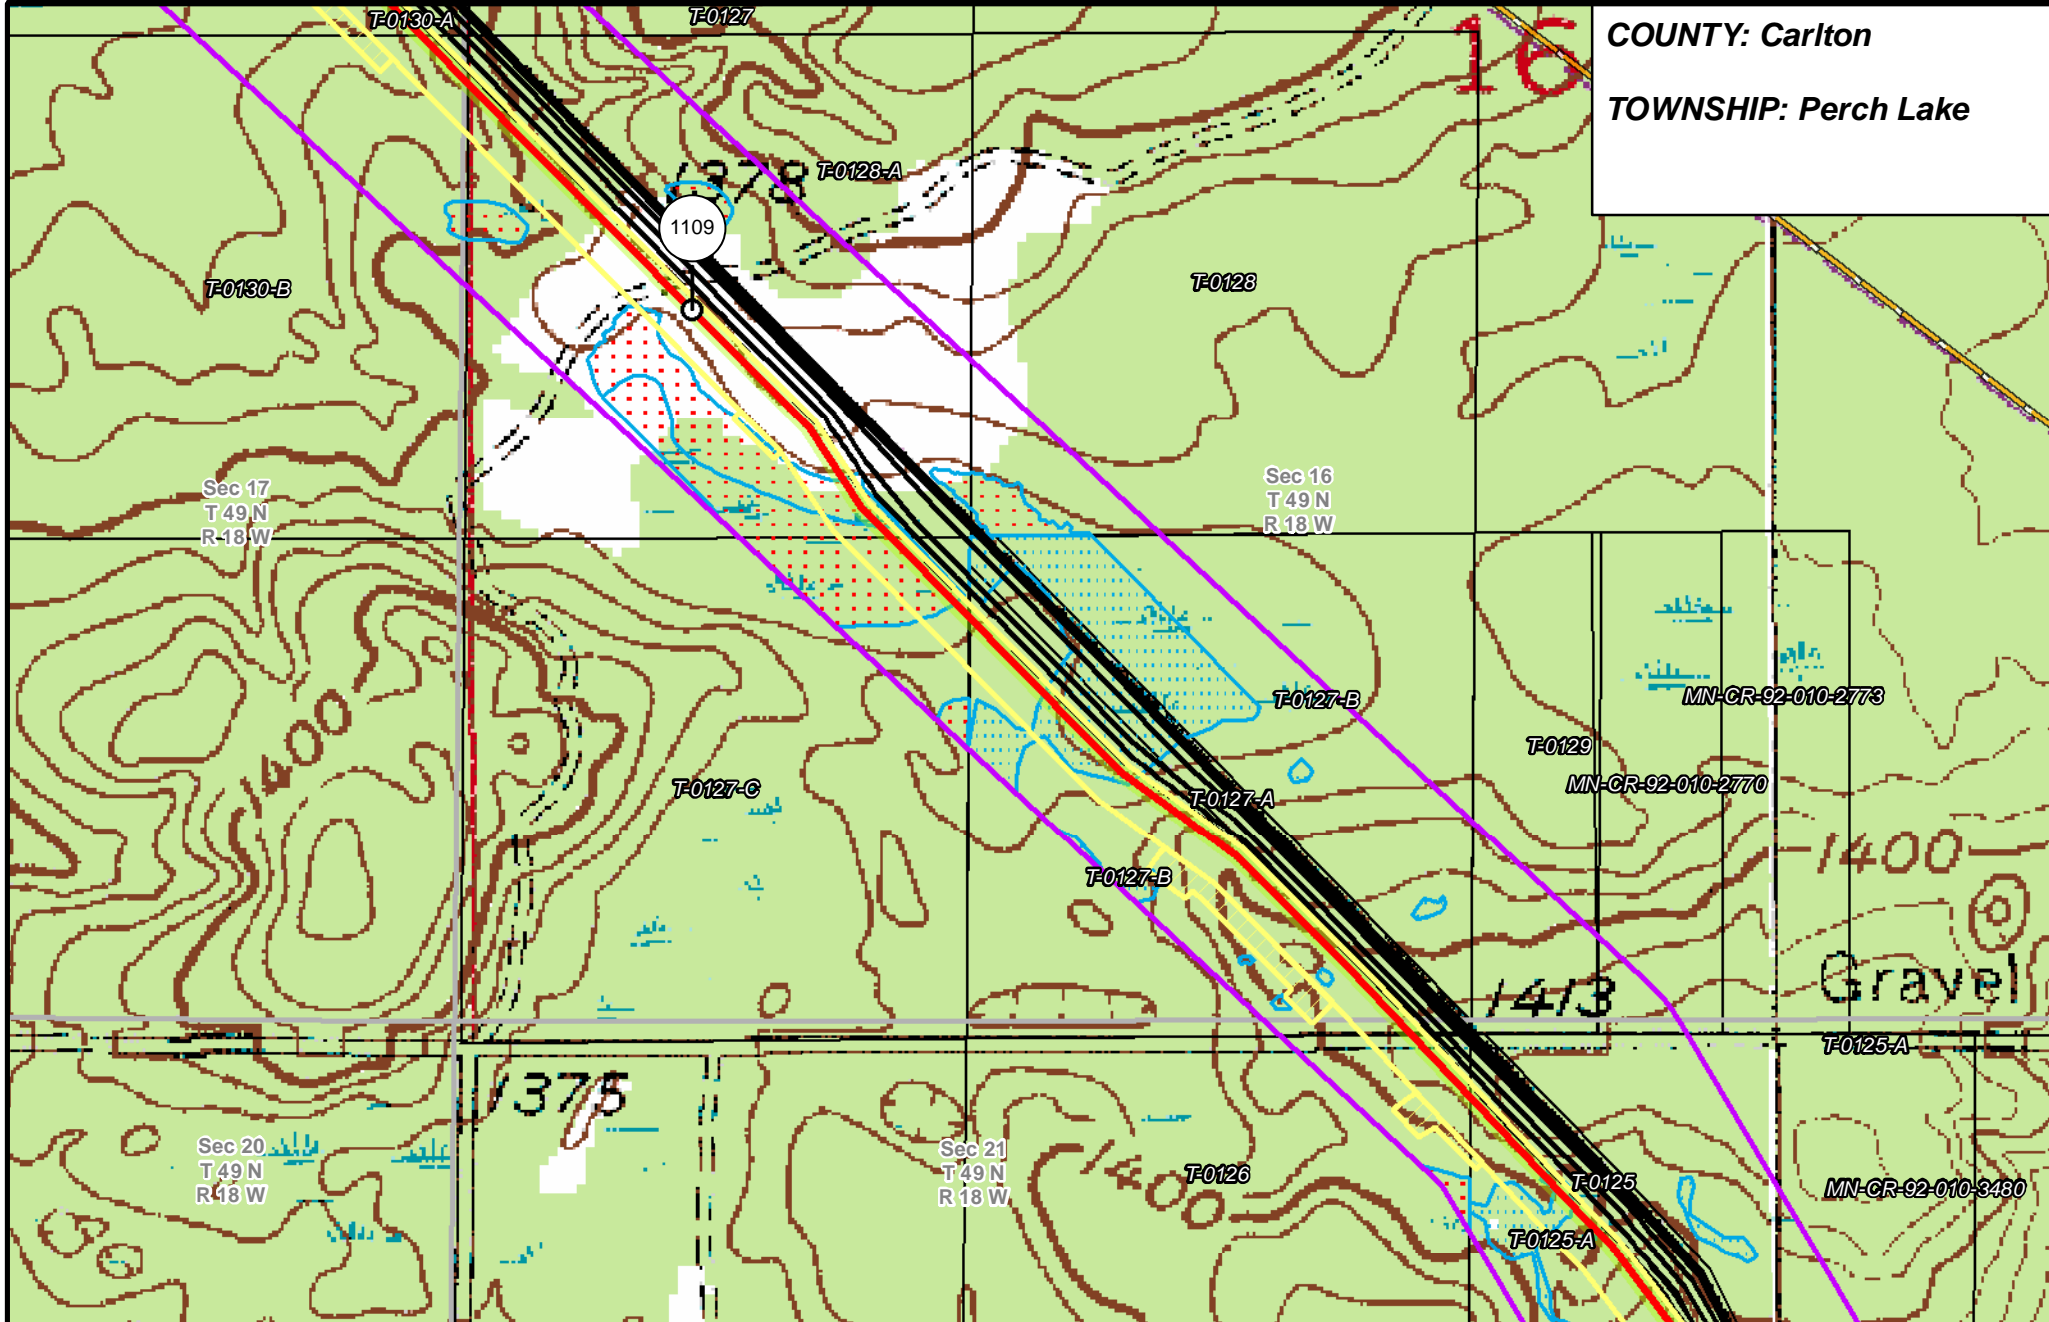 T-0130-A
T-0127
16
COUNTY: Carlton
TOWNSHIP: Perch Lake
1378
T-0128-A
1109
T-0130-B
T-0128
Sec 17
T 49 N
R 18 W
Sec 16
T 49 N
R 18 W
1400
T-0127-B
MN-CR-92-010-2773
T-0129
MN-CR-92-010-2770
T-0127-C
T-0127-A
1400
T-0127-B
1413
Gravel
T-0125-A
1375
Sec 20
T 49 N
R 18 W
Sec 21
T 49 N
R 18 W
1400
T-0126
T-0125
MN-CR-92-010-3480
T-0125-A